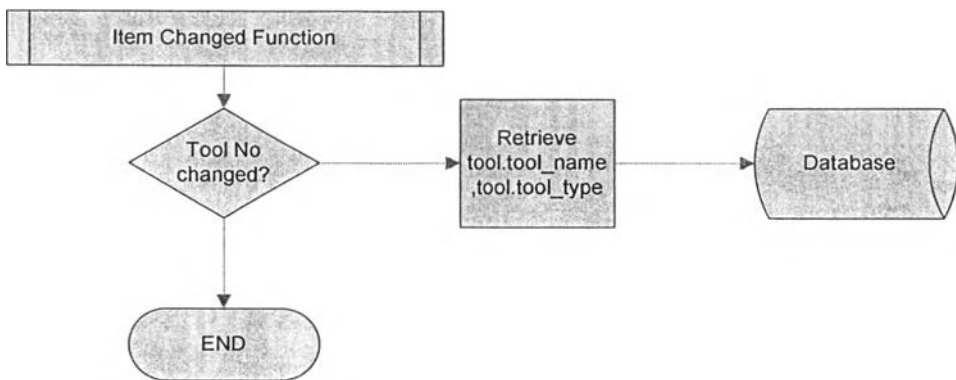 Item Changed Function
Tool No
changed?
Retrieve
tool.tool_name
,tool.tool_type
Database
END